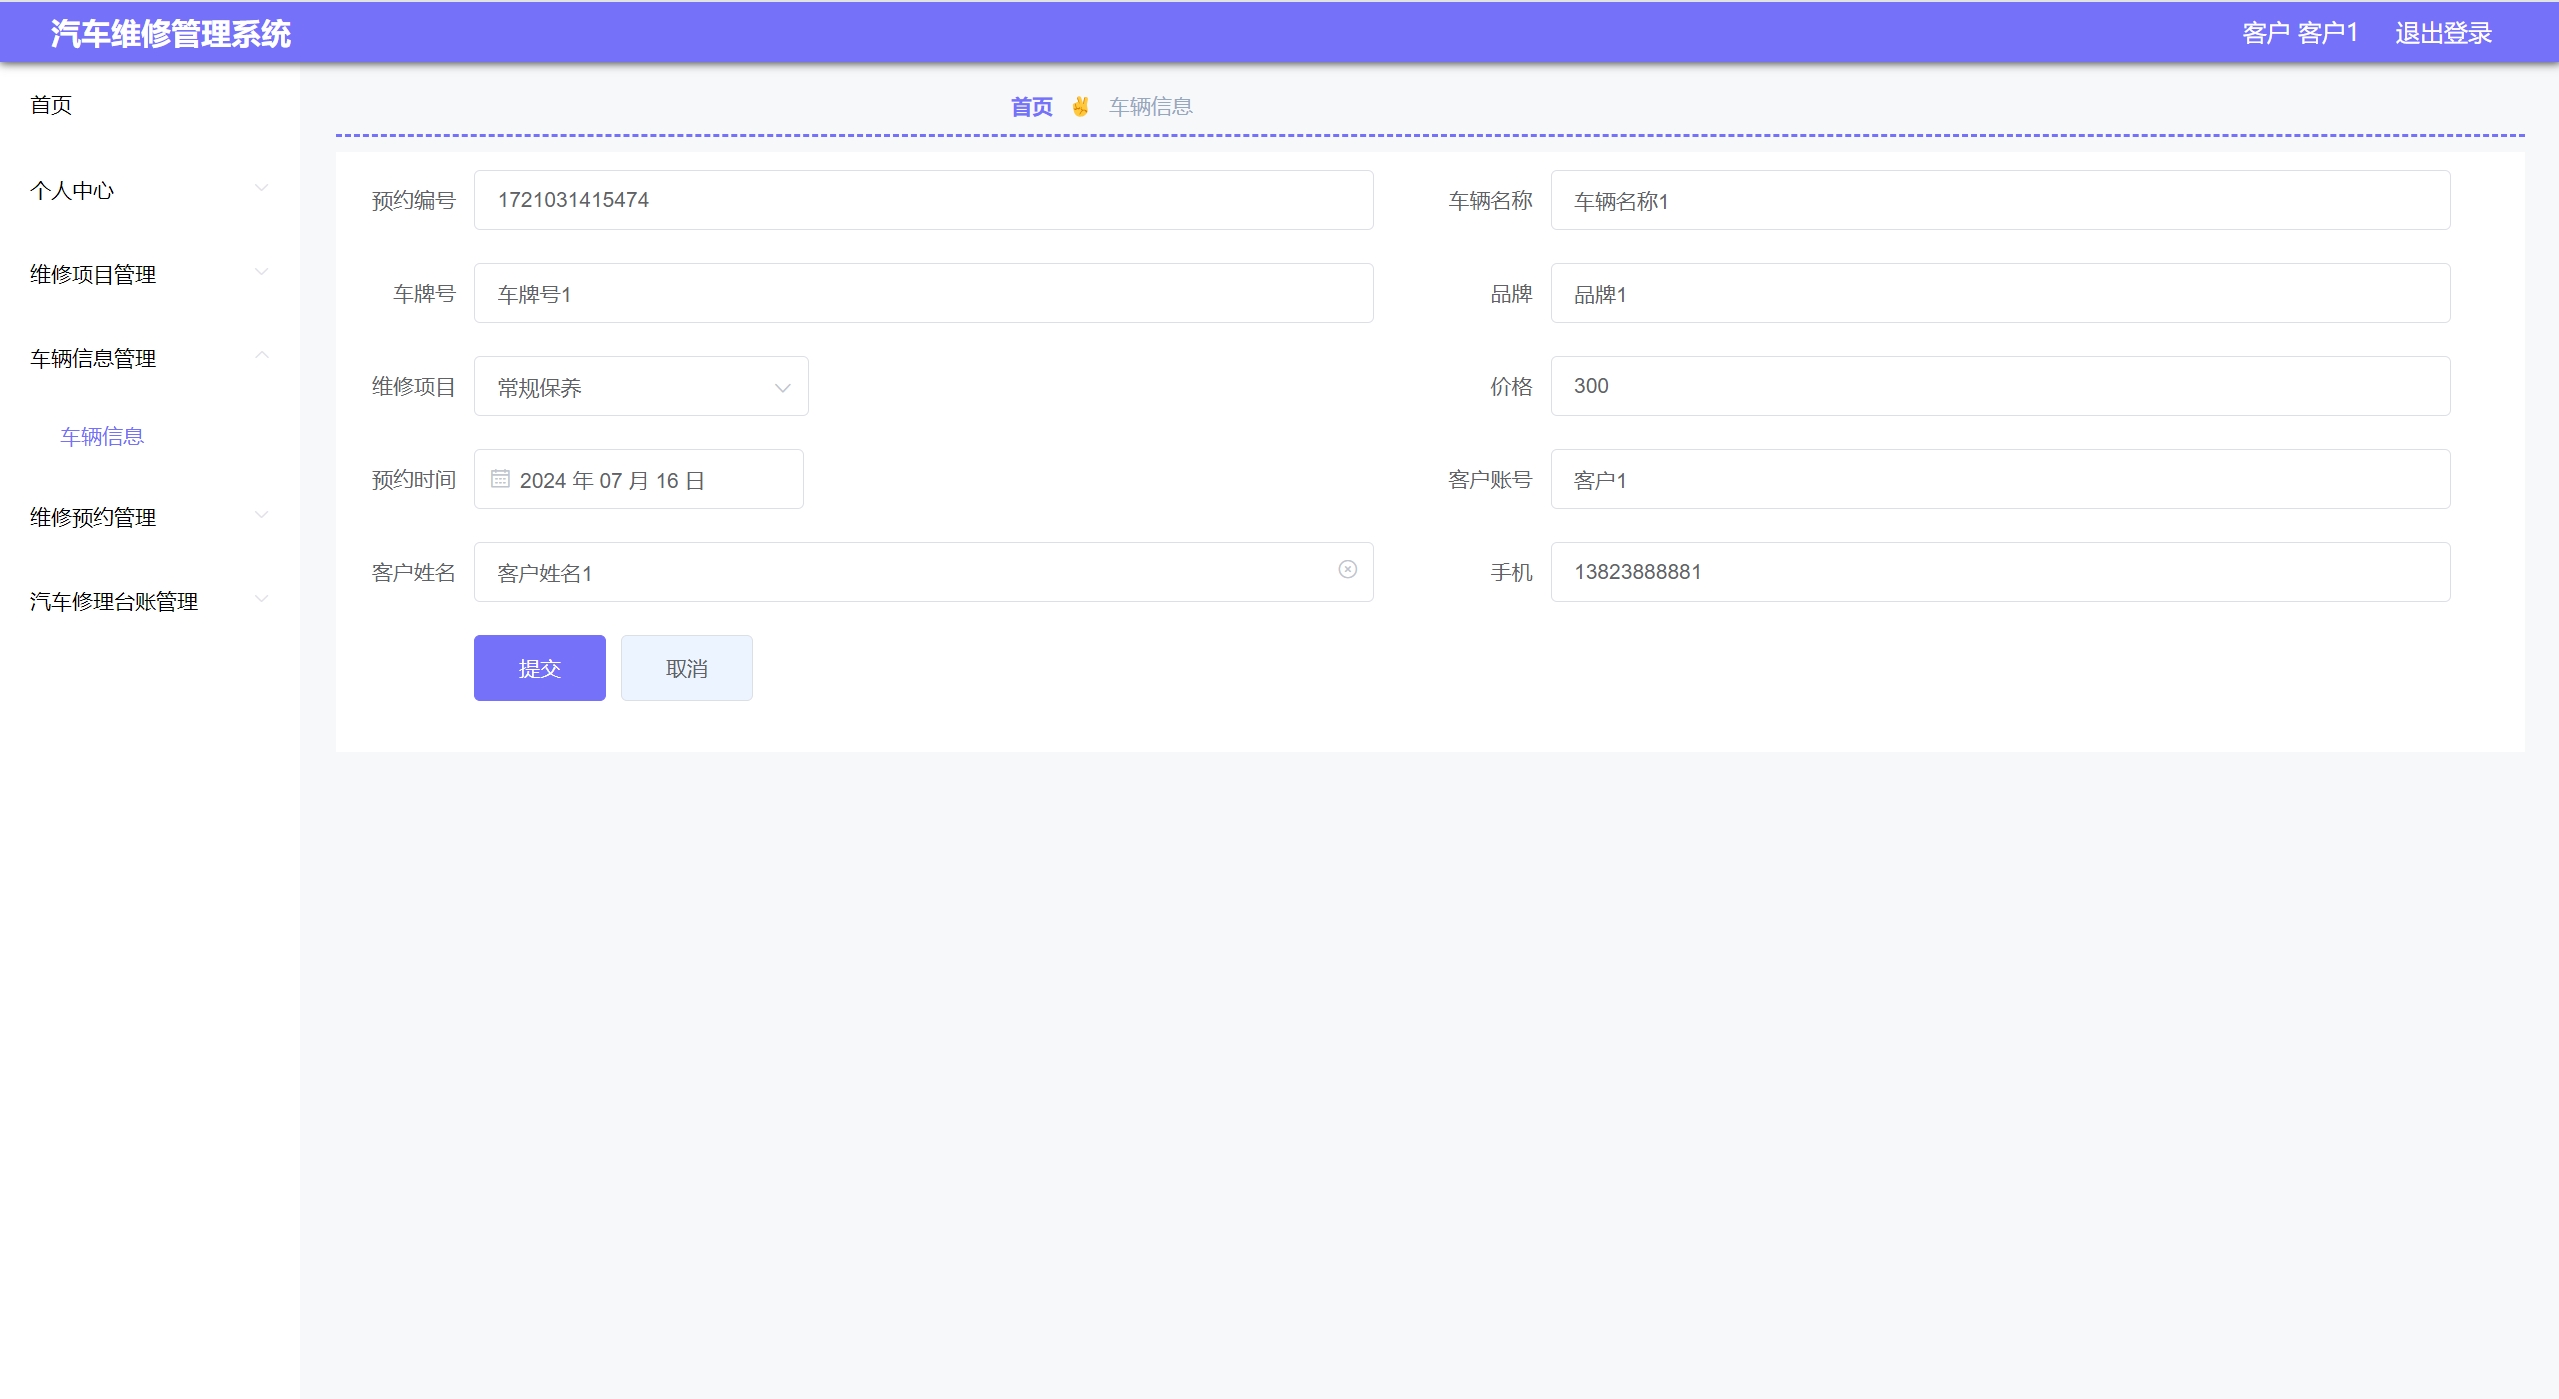 汽车维修管理系统
客户 客户1 退出登录
首页
个人中心
维修项目管理
车辆信息管理
车辆信息
维修预约管理
汽车修理台账管理
首页 ✌ 车辆信息
预约编号 1721031415474
车辆名称 车辆名称1
车牌号 车牌号1
品牌 品牌1
维修项目 常规保养
价格 300
预约时间 2024 年 07 月 16 日
客户账号 客户1
客户姓名 客户姓名1
手机 13823888881
提交 取消